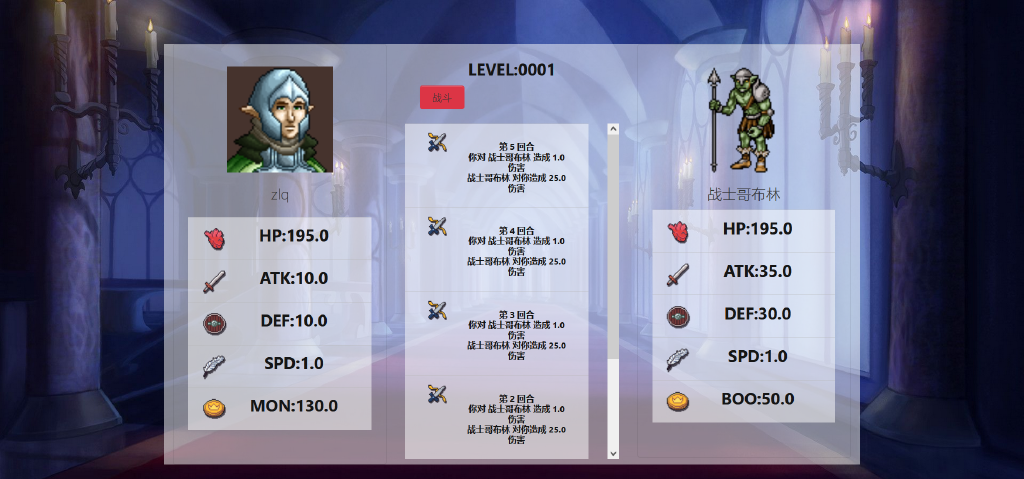 LEVEL:0001
战斗
zlq
HP:195.0
ATK:10.0
DEF:10.0
SPD:1.0
MON:130.0
第 5 回合
你对 战士哥布林 造成 1.0
伤害
战士哥布林 对你造成 25.0
伤害
第 4 回合
你对 战士哥布林 造成 1.0
伤害
战士哥布林 对你造成 25.0
伤害
第 3 回合
你对 战士哥布林 造成 1.0
伤害
战士哥布林 对你造成 25.0
伤害
第 2 回合
你对 战士哥布林 造成 1.0
伤害
战士哥布林 对你造成 25.0
伤害
战士哥布林
HP:195.0
ATK:35.0
DEF:30.0
SPD:1.0
BOO:50.0